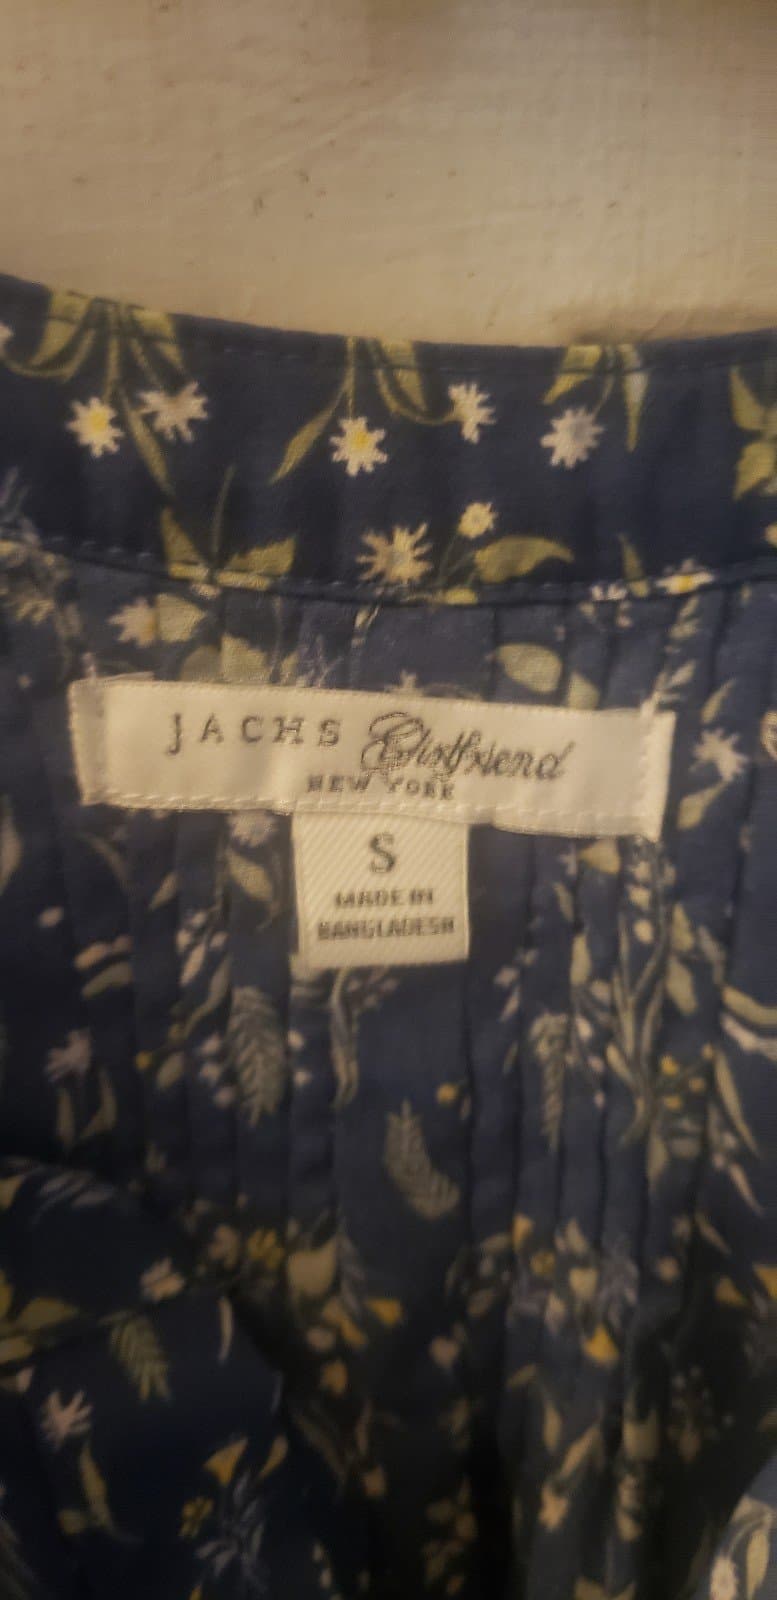 JACHS Girlfriend
NEW YORK
S
MADE IN
BANGLADESH